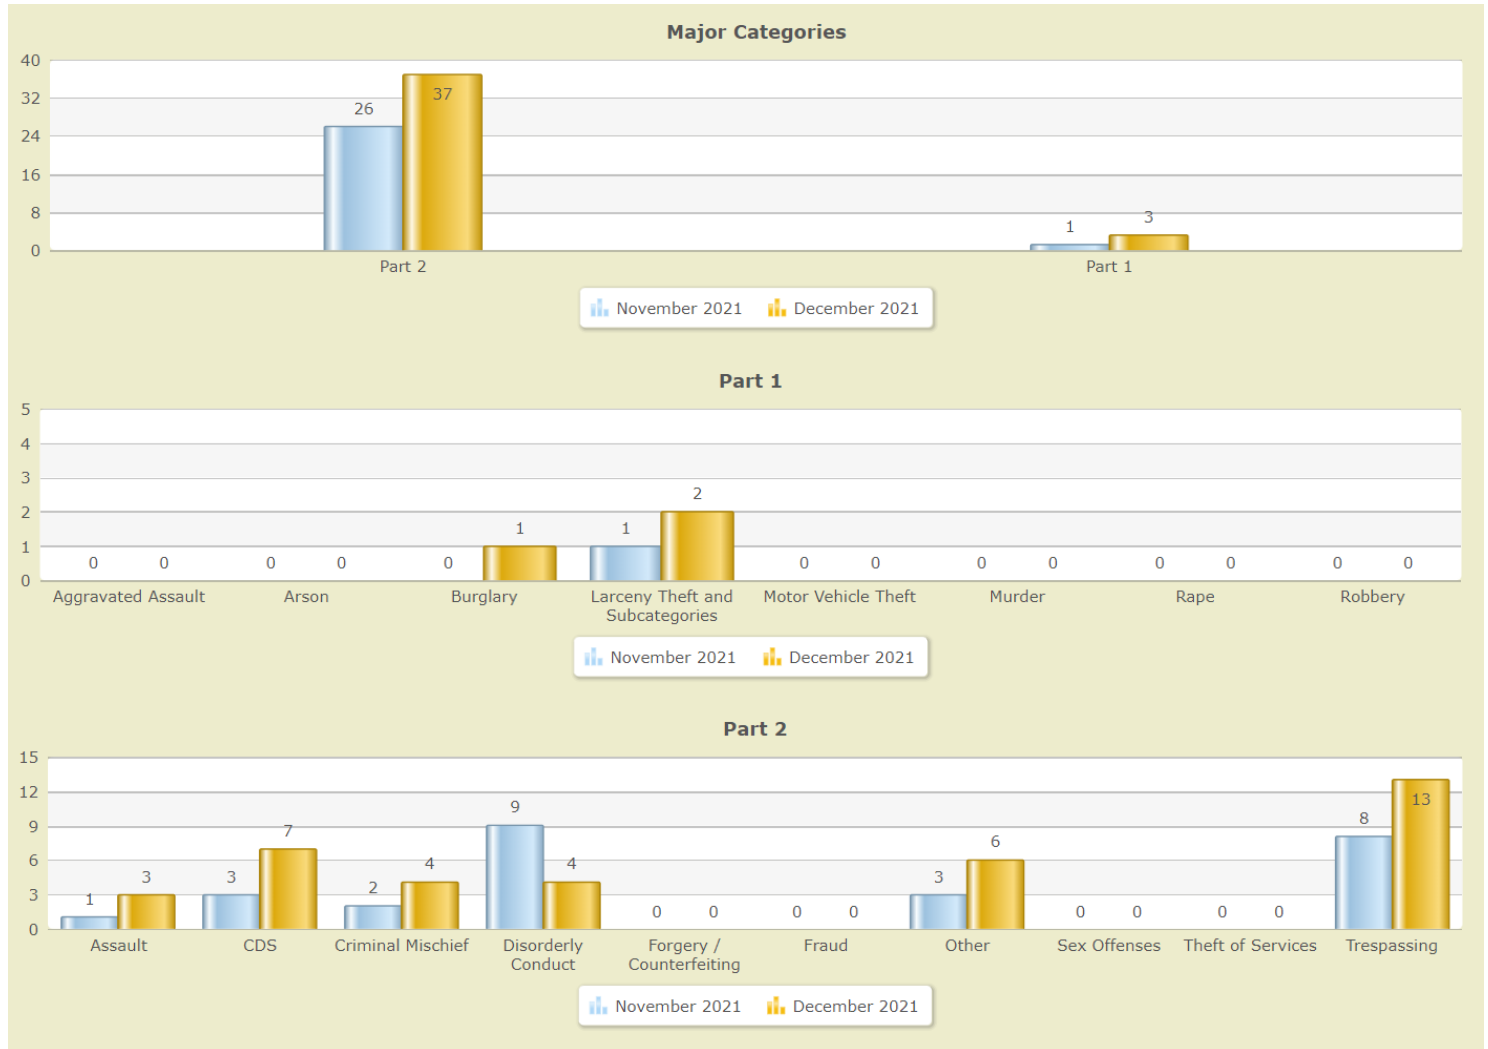 Major Categories
40
32
24
16
8
0
26
37
1
3
Part 2
Part 1
November 2021
December 2021
Part 1
5
4
3
2
1
0
0
0
0
0
0
1
1
2
0
0
0
0
0
0
0
0
Aggravated Assault
Arson
Burglary
Larceny Theft and
Subcategories
Motor Vehicle Theft
Murder
Rape
Robbery
November 2021
December 2021
Part 2
15
12
9
6
3
0
1
3
3
7
2
4
9
4
0
0
0
0
3
6
0
0
0
0
8
13
Assault
CDS
Criminal Mischief
Disorderly
Conduct
Forgery /
Counterfeiting
Fraud
Other
Sex Offenses
Theft of Services
Trespassing
November 2021
December 2021